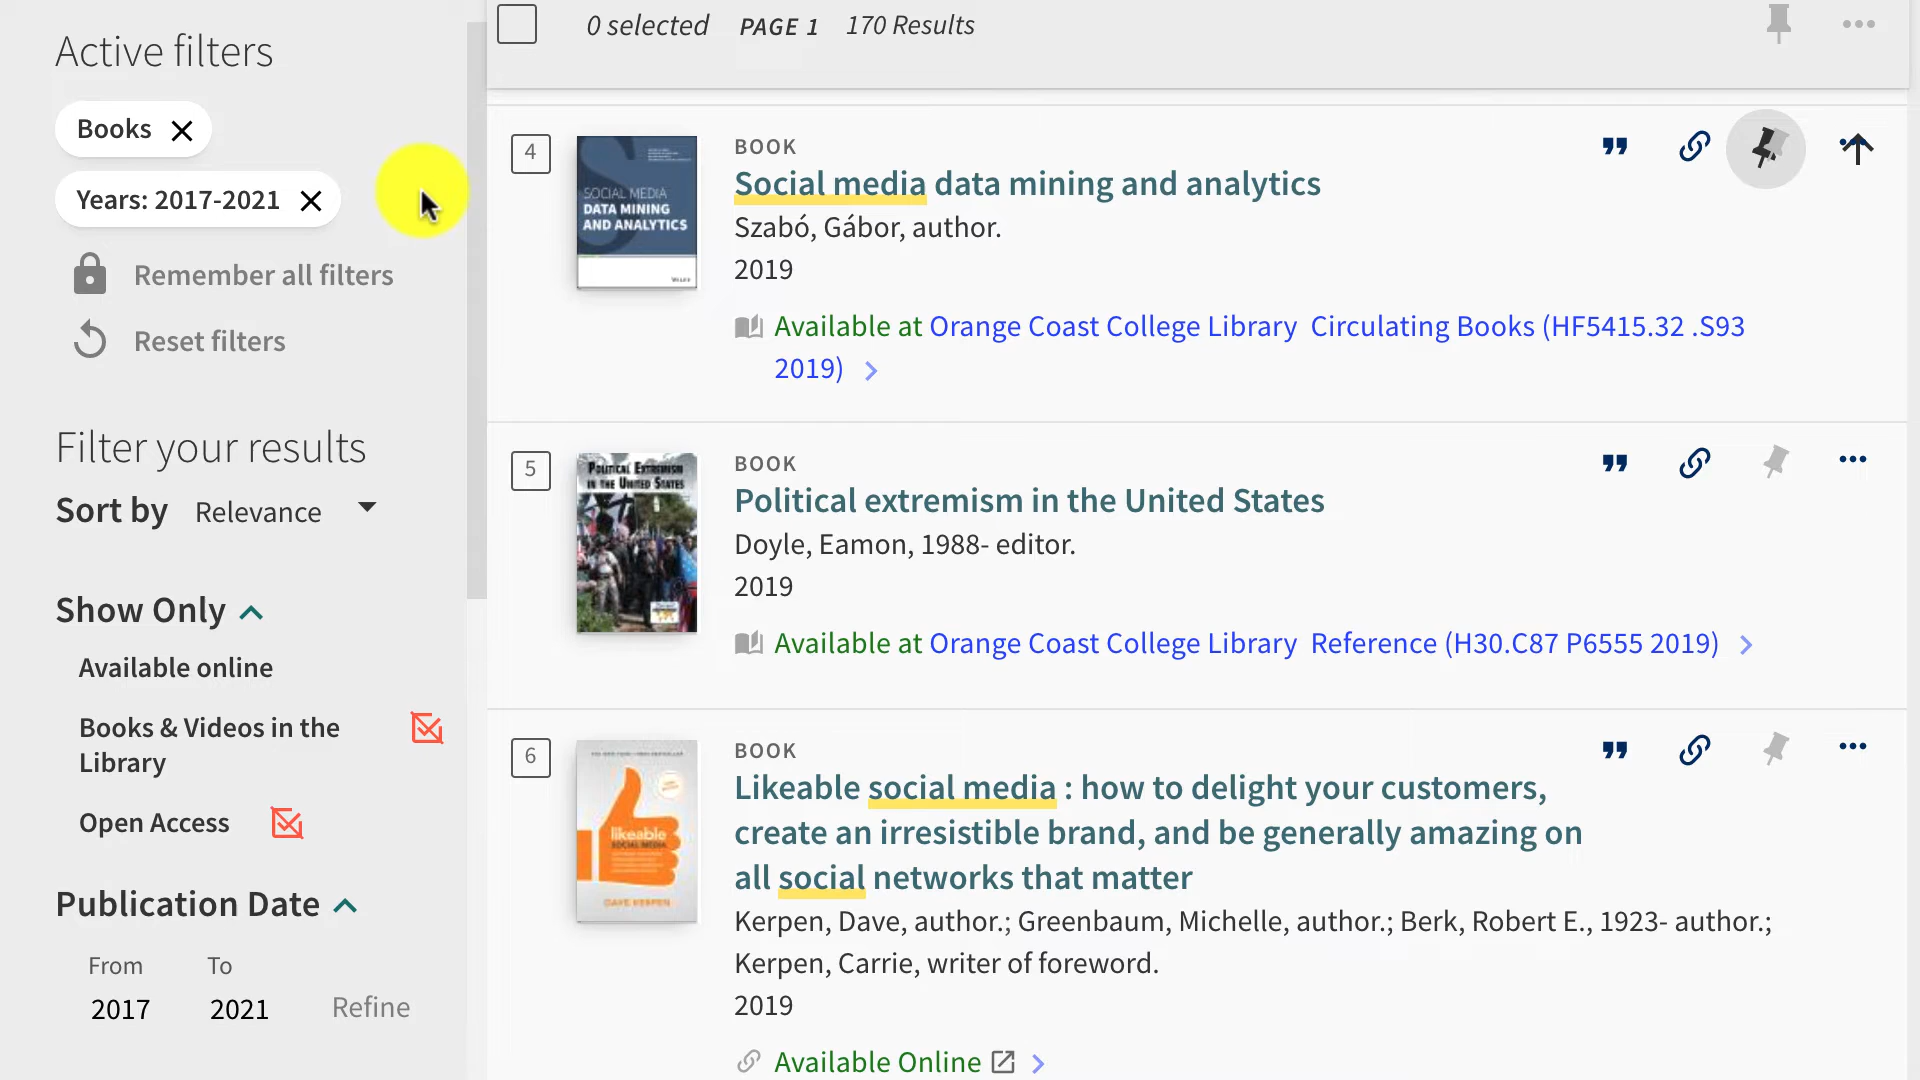 Active filters
Books
Years: 2017-2021
Remember all filters
Reset filters
Filter your results
Sort by Relevance
Show Only
Available online
Books & Videos in the
Library
Open Access
Publication Date
From To
2017 2021 Refine
0 selected PAGE 1 170 Results
4
SOCIAL MEDIA
DATA MINING
AND ANALYTICS
WILEY
BOOK
Social media data mining and analytics
Szabó, Gábor, author.
2019
Available at Orange Coast College Library Circulating Books (HF5415.32 .S93
2019)
5
POLITICAL EXTREMISM
IN THE UNITED STATES
BOOK
Political extremism in the United States
Doyle, Eamon, 1988- editor.
2019
Available at Orange Coast College Library Reference (H30.C87 P6555 2019)
6
likeable
SOCIAL MEDIA
DAVE KERPEN
BOOK
Likeable social media : how to delight your customers,
create an irresistible brand, and be generally amazing on
all social networks that matter
Kerpen, Dave, author.; Greenbaum, Michelle, author.; Berk, Robert E., 1923- author.;
Kerpen, Carrie, writer of foreword.
2019
Available Online